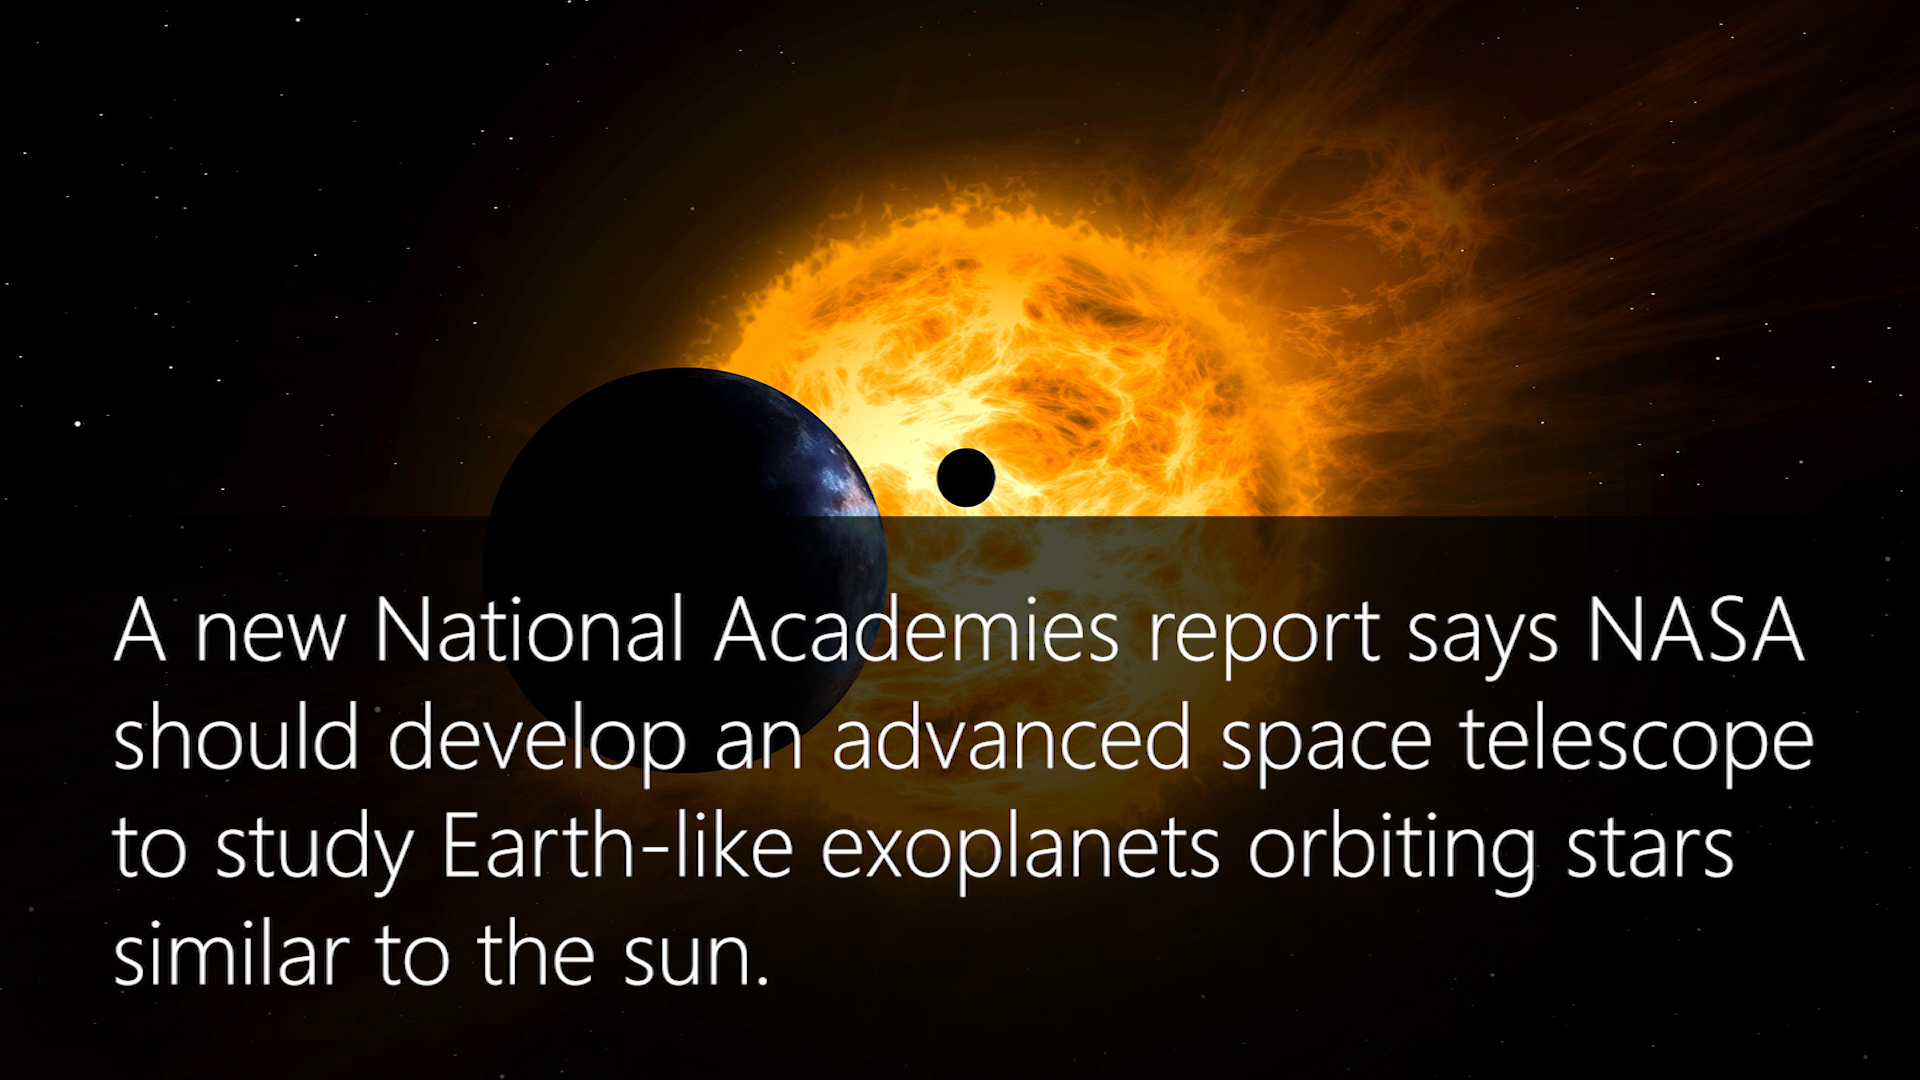 A new National Academies report says NASA
should develop an advanced space telescope
to study Earth-like exoplanets orbiting stars
similar to the sun.